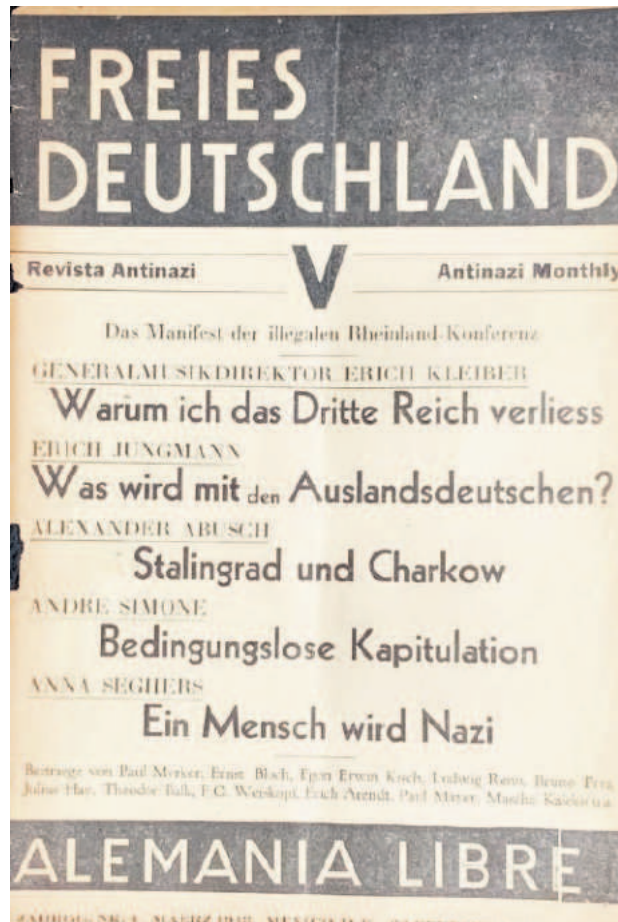 FREIES
DEUTSCHLAND
Revista Antinazi V Antinazi Monthly
Das Manifest der illegalen Rheinland-Konferenz
GENERALMUSIKDIREKTOR ERICH KLEIBER
Warum ich das Dritte Reich verliess
ERICH JUNGMANN
Was wird mit den Auslandsdeutschen?
ALEXANDER ABUSCH
Stalingrad und Charkow
ANDRE SIMONE
Bedingungslose Kapitulation
ANNA SEGHERS
Ein Mensch wird Nazi
Beitraege von Paul Merker, Ernst Bloch, Egon Erwin Kisch, Ludwig Renn, Bruno Frei,
Julius Hay, Theodor Balk, F.C. Weiskopf, Erich Arendt, Paul Mayer, Mascha
ALEMANIA LIBRE